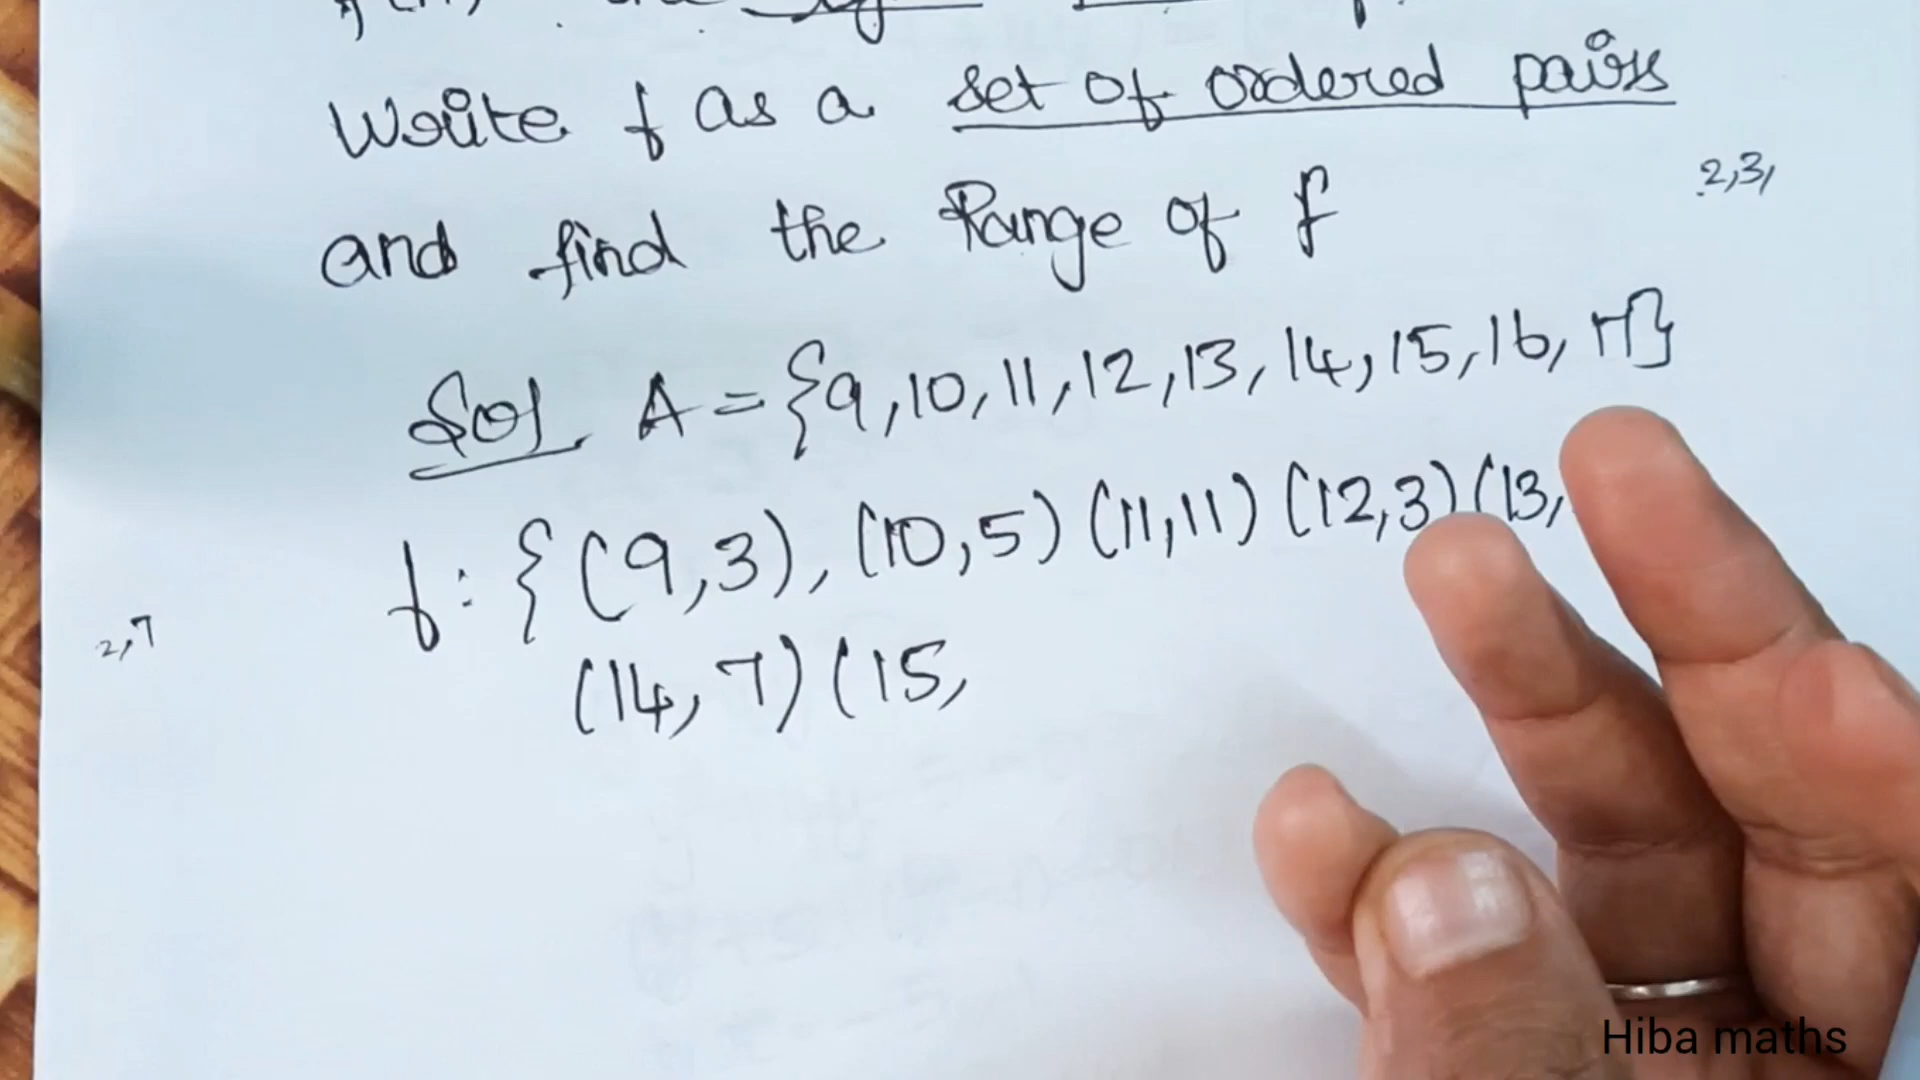 Write f as a set of ordered pairs
2,3,
and find the Range of f
Sol A = {9,10,11,12,13,14,15,16,17}
f: {(9,3), (10,5) (11,11) (12,3) (13,
2,7
(14,7) (15,
Hiba maths